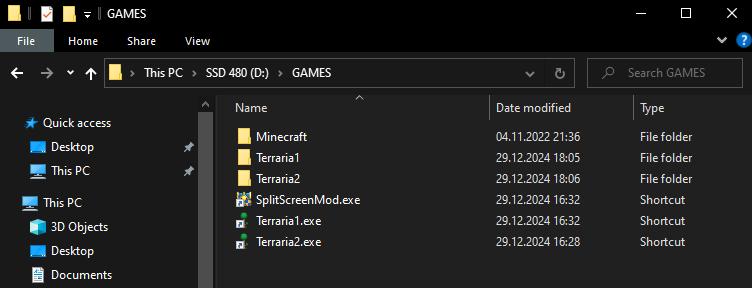 GAMES
File Home Share View
This PC SSD 480 (D:) GAMES Search GAMES
Name Date modified Type
Quick access
Desktop
This PC
This PC
3D Objects
Desktop
Documents
Minecraft 04.11.2022 21:36 File folder
Terraria1 29.12.2024 18:05 File folder
Terraria2 29.12.2024 18:06 File folder
SplitScreenMod.exe 29.12.2024 16:32 Shortcut
Terraria1.exe 29.12.2024 16:32 Shortcut
Terraria2.exe 29.12.2024 16:28 Shortcut